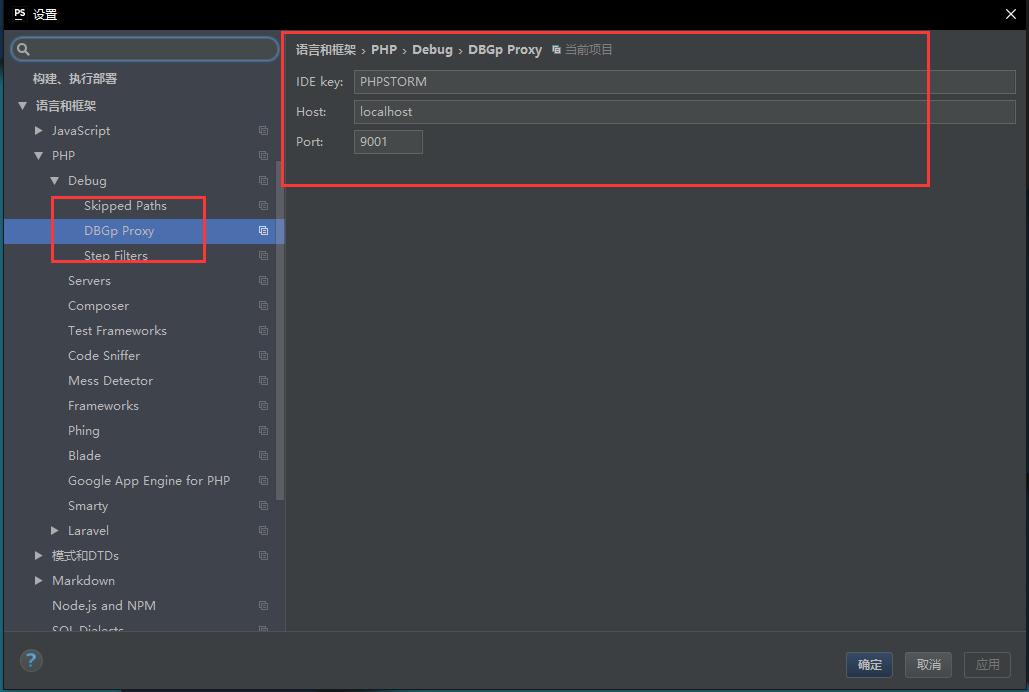 PS 设置
构建、执行部署
语言和框架
JavaScript
PHP
Debug
Skipped Paths
DBGp Proxy
Step Filters
Servers
Composer
Test Frameworks
Code Sniffer
Mess Detector
Frameworks
Phing
Blade
Google App Engine for PHP
Smarty
Laravel
模式和DTDs
Markdown
Node.js and NPM
SQL Dialects
语言和框架 › PHP › Debug › DBGp Proxy 当前项目
IDE key: PHPSTORM
Host: localhost
Port: 9001
?
确定 取消 应用